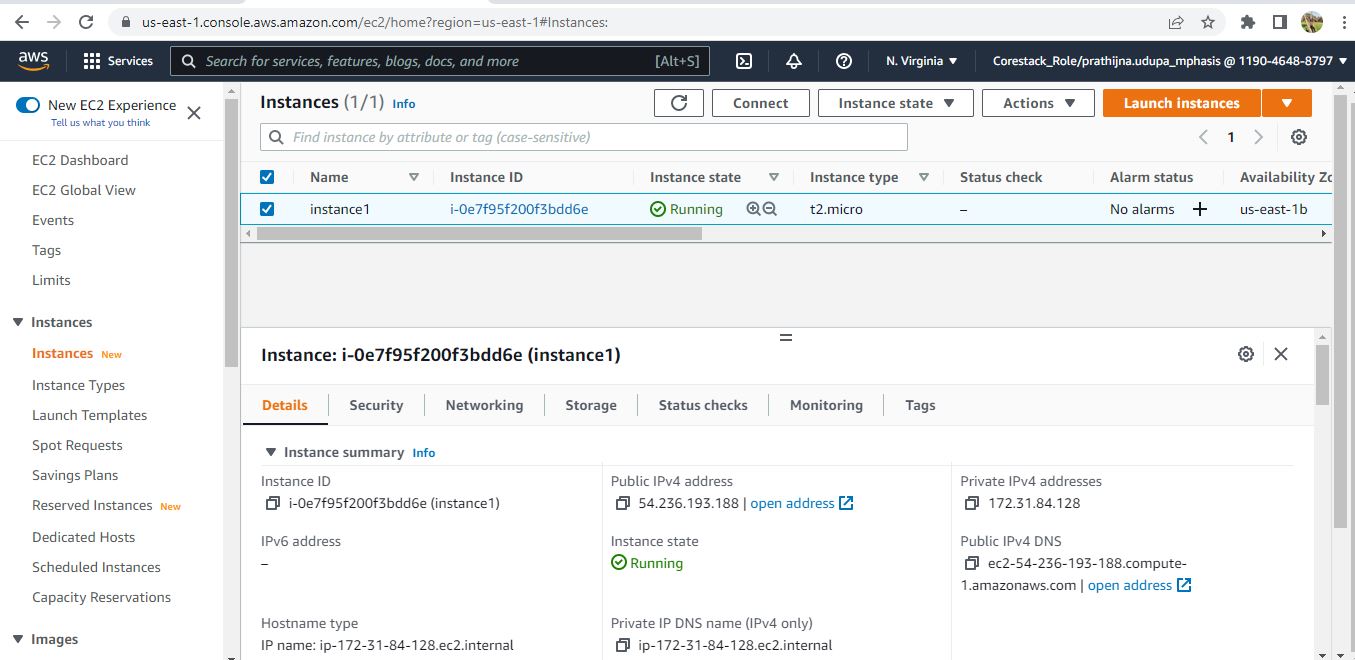 us-east-1.console.aws.amazon.com/ec2/home?region=us-east-1#Instances:
aws
Services
Search for services, features, blogs, docs, and more
[Alt+S]
N. Virginia
Corestack_Role/prathijna.udupa_mphasis @ 1190-4648-8797
New EC2 Experience
Tell us what you think
EC2 Dashboard
EC2 Global View
Events
Tags
Limits
Instances
Instances New
Instance Types
Launch Templates
Spot Requests
Savings Plans
Reserved Instances New
Dedicated Hosts
Scheduled Instances
Capacity Reservations
Images
Instances (1/1) Info
Connect
Instance state
Actions
Launch instances
Find instance by attribute or tag (case-sensitive)
1
Name Instance ID Instance state Instance type Status check Alarm status Availability Zo
instance1 i-0e7f95f200f3bdd6e Running t2.micro – No alarms + us-east-1b
Instance: i-0e7f95f200f3bdd6e (instance1)
Details Security Networking Storage Status checks Monitoring Tags
Instance summary Info
Instance ID
i-0e7f95f200f3bdd6e (instance1)
Public IPv4 address
54.236.193.188 | open address
Private IPv4 addresses
172.31.84.128
IPv6 address
–
Instance state
Running
Public IPv4 DNS
ec2-54-236-193-188.compute-
1.amazonaws.com | open address
Hostname type
IP name: ip-172-31-84-128.ec2.internal
Private IP DNS name (IPv4 only)
ip-172-31-84-128.ec2.internal